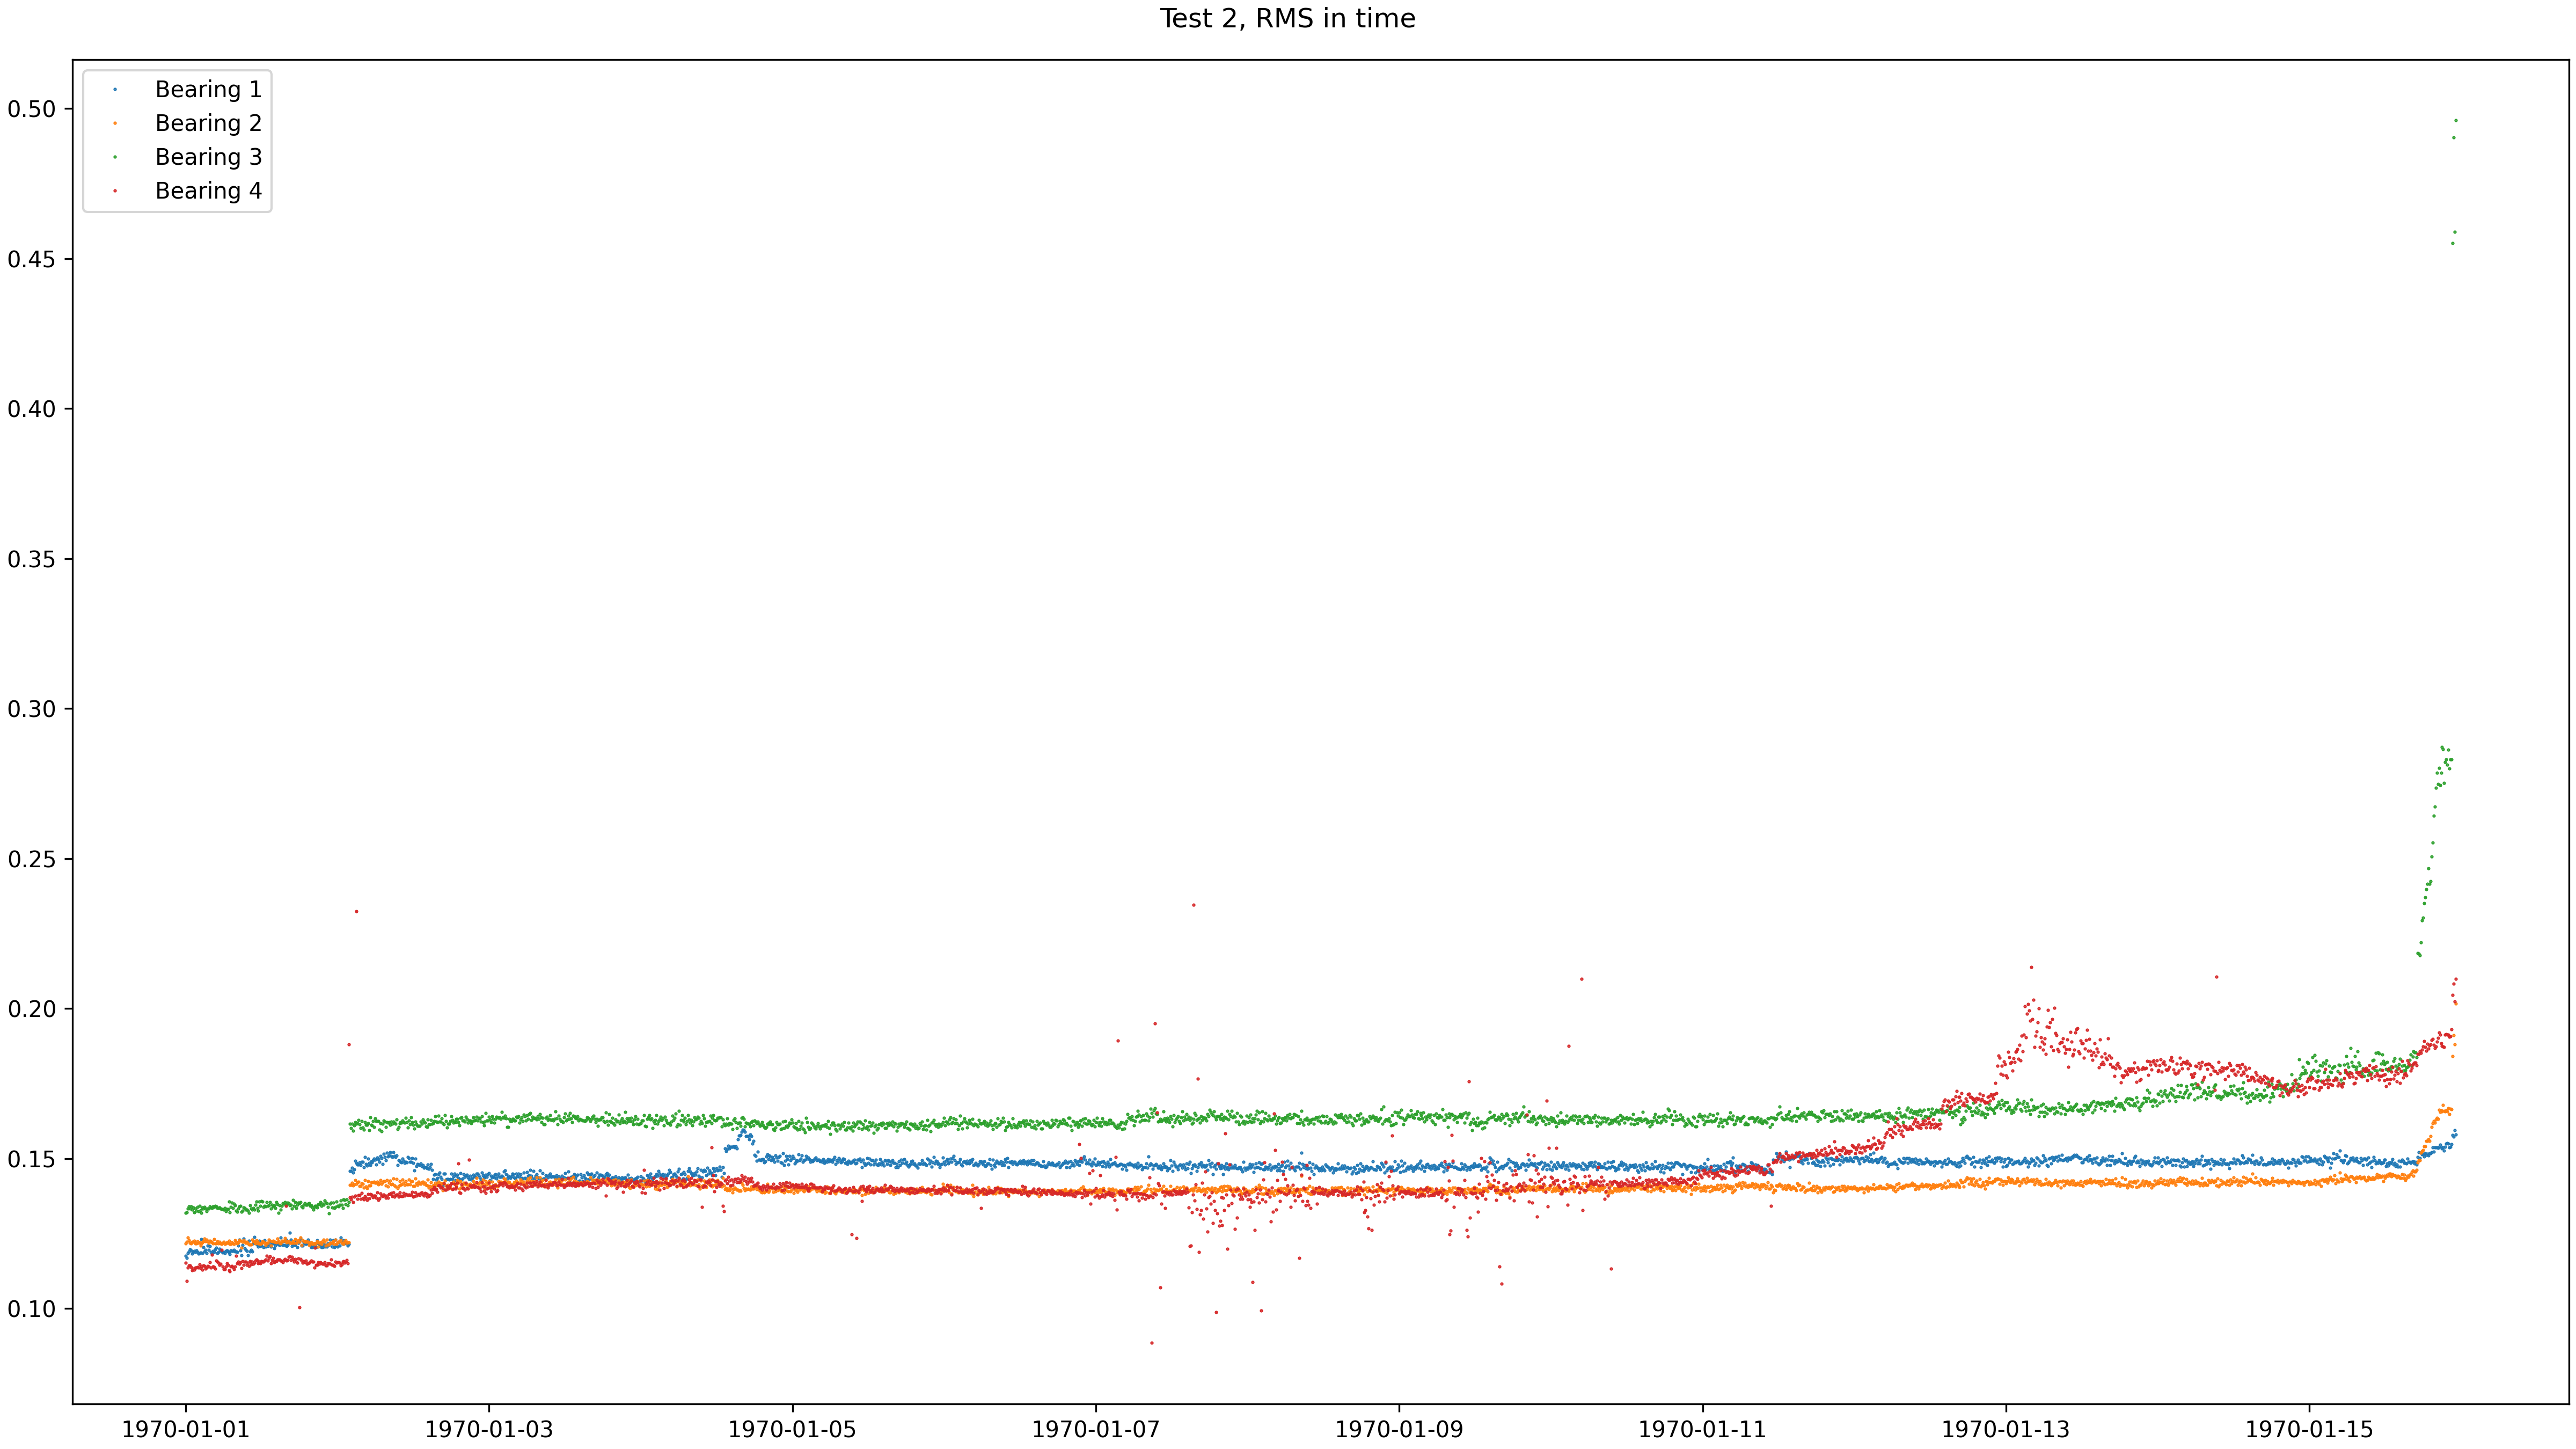 Test 2, RMS in time
Bearing 1
Bearing 2
Bearing 3
Bearing 4
0.50
0.45
0.40
0.35
0.30
0.25
0.20
0.15
0.10
1970-01-01 1970-01-03 1970-01-05 1970-01-07 1970-01-09 1970-01-11 1970-01-13 1970-01-15